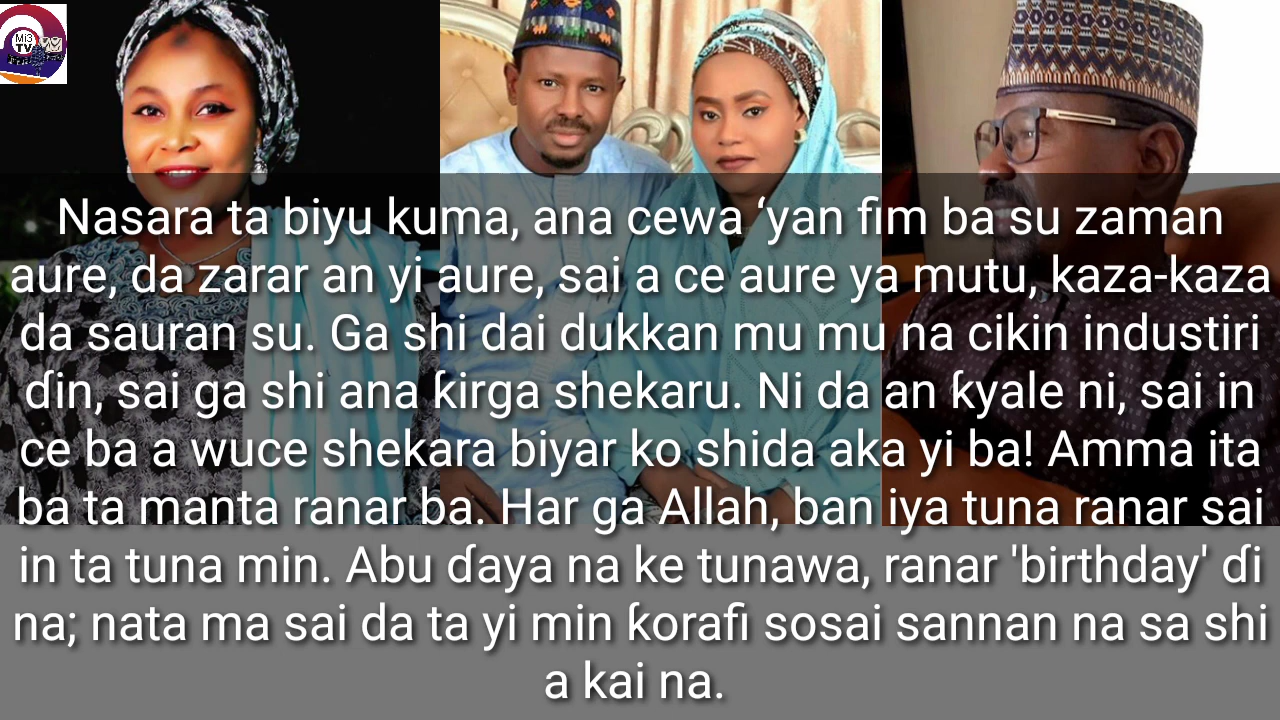 Mi3
TV
Nasara ta biyu kuma, ana cewa ‘yan fim ba su zaman
aure, da zarar an yi aure, sai a ce aure ya mutu, kaza-kaza
da sauran su. Ga shi dai dukkan mu mu na cikin industiri
ɗin, sai ga shi ana ƙirga shekaru. Ni da an ƙyale ni, sai in
ce ba a wuce shekara biyar ko shida aka yi ba! Amma ita
ba ta manta ranar ba. Har ga Allah, ban iya tuna ranar sai
in ta tuna min. Abu ɗaya na ke tunawa, ranar 'birthday' ɗi
na; nata ma sai da ta yi min ƙorafi sosai sannan na sa shi
a kai na.